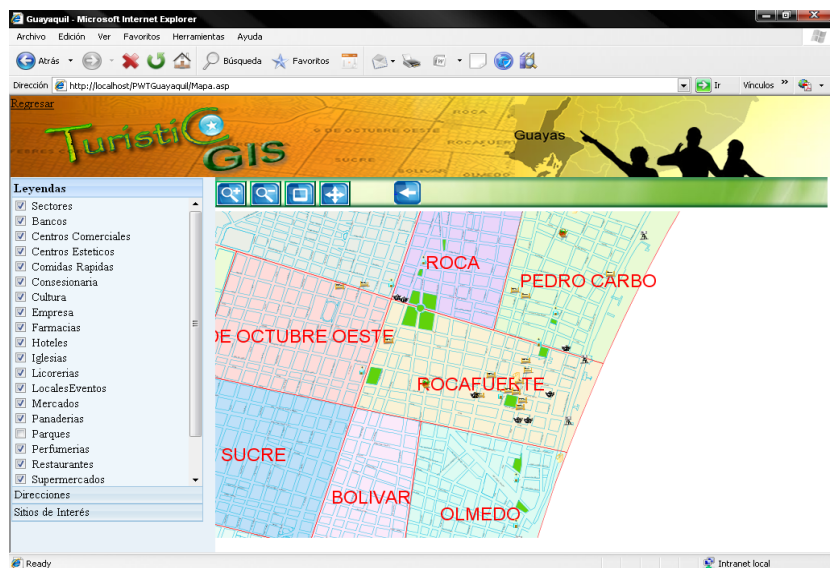 Guayaquil - Microsoft Internet Explorer
Archivo Edición Ver Favoritos Herramientas Ayuda
Atrás Búsqueda Favoritos
Dirección http://localhost/PWTGuayaquil/Mapa.asp Ir Vínculos »
Regresar
Turistic GIS
ROCA
9 DE OCTUBRE OESTE
Guayas
SUCRE
BOLIVAR
OLMEDO
Leyendas
Sectores
Bancos
Centros Comerciales
Centros Esteticos
Comidas Rapidas
Consesionaria
Cultura
Empresa
Farmacias
Hoteles
Iglesias
Licorerias
LocalesEventos
Mercados
Panaderias
Parques
Perfumerias
Restaurantes
Supermercados
Direcciones
Sitios de Interés
ROCA
PEDRO CARBO
DE OCTUBRE OESTE
ROCAFUERTE
SUCRE
BOLIVAR
OLMEDO
Ready Intranet local